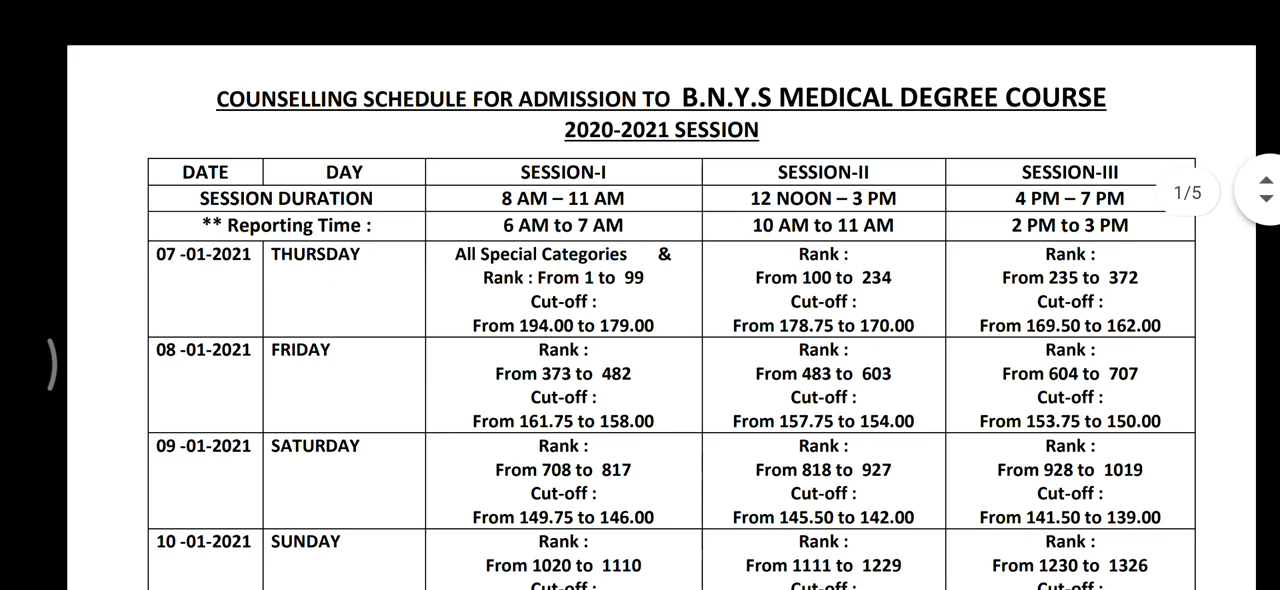 COUNSELLING SCHEDULE FOR ADMISSION TO B.N.Y.S MEDICAL DEGREE COURSE
2020-2021 SESSION
DATE DAY SESSION-I SESSION-II SESSION-III
SESSION DURATION 8 AM – 11 AM 12 NOON – 3 PM 4 PM – 7 PM
1/5
** Reporting Time : 6 AM to 7 AM 10 AM to 11 AM 2 PM to 3 PM
07 -01-2021 THURSDAY All Special Categories & Rank : Rank :
Rank : From 1 to 99 From 100 to 234 From 235 to 372
Cut-off : Cut-off : Cut-off :
From 194.00 to 179.00 From 178.75 to 170.00 From 169.50 to 162.00
08 -01-2021 FRIDAY Rank : Rank : Rank :
From 373 to 482 From 483 to 603 From 604 to 707
Cut-off : Cut-off : Cut-off :
From 161.75 to 158.00 From 157.75 to 154.00 From 153.75 to 150.00
09 -01-2021 SATURDAY Rank : Rank : Rank :
From 708 to 817 From 818 to 927 From 928 to 1019
Cut-off : Cut-off : Cut-off :
From 149.75 to 146.00 From 145.50 to 142.00 From 141.50 to 139.00
10 -01-2021 SUNDAY Rank : Rank : Rank :
From 1020 to 1110 From 1111 to 1229 From 1230 to 1326
Cut-off : Cut-off : Cut-off :